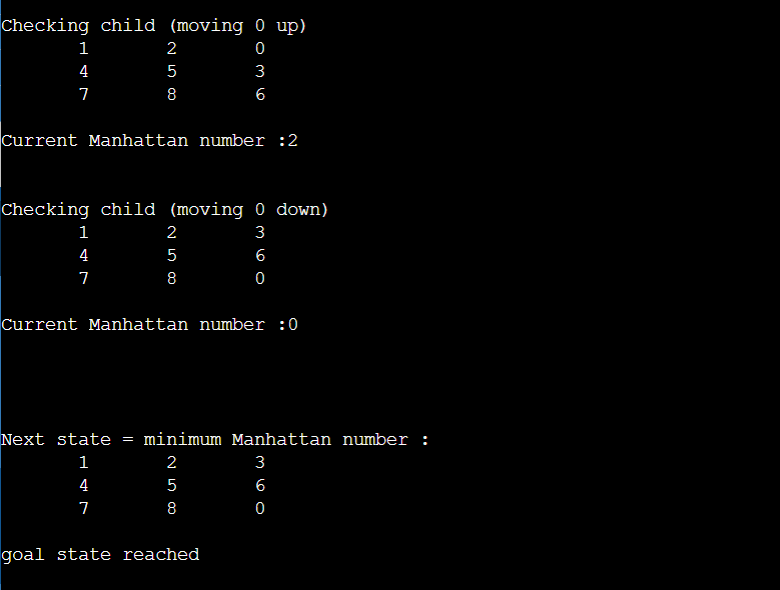 Checking child (moving 0 up)
1 2 0
4 5 3
7 8 6
Current Manhattan number :2
Checking child (moving 0 down)
1 2 3
4 5 6
7 8 0
Current Manhattan number :0
Next state = minimum Manhattan number :
1 2 3
4 5 6
7 8 0
goal state reached